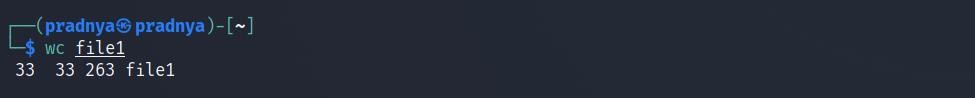 ┌──(pradnya㉿pradnya)-[~]
└─$ wc file1
 33  33 263 file1